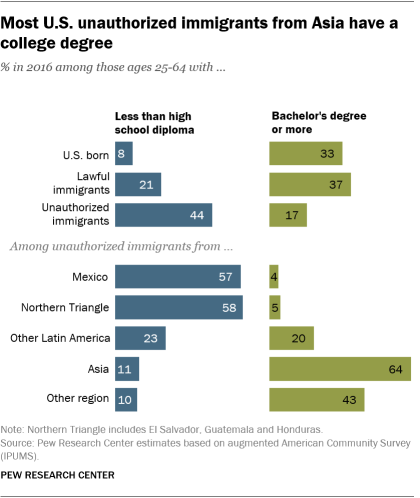 Most U.S. unauthorized immigrants from Asia have a
college degree
% in 2016 among those ages 25-64 with ...
Less than high
school diploma
Bachelor's degree
or more
U.S. born 8 33
Lawful
immigrants 21 37
Unauthorized
immigrants 44 17
Among unauthorized immigrants from ...
Mexico 57 4
Northern Triangle 58 5
Other Latin America 23 20
Asia 11 64
Other region 10 43
Note: Northern Triangle includes El Salvador, Guatemala and Honduras.
Source: Pew Research Center estimates based on augmented American Community Survey
(IPUMS).
PEW RESEARCH CENTER